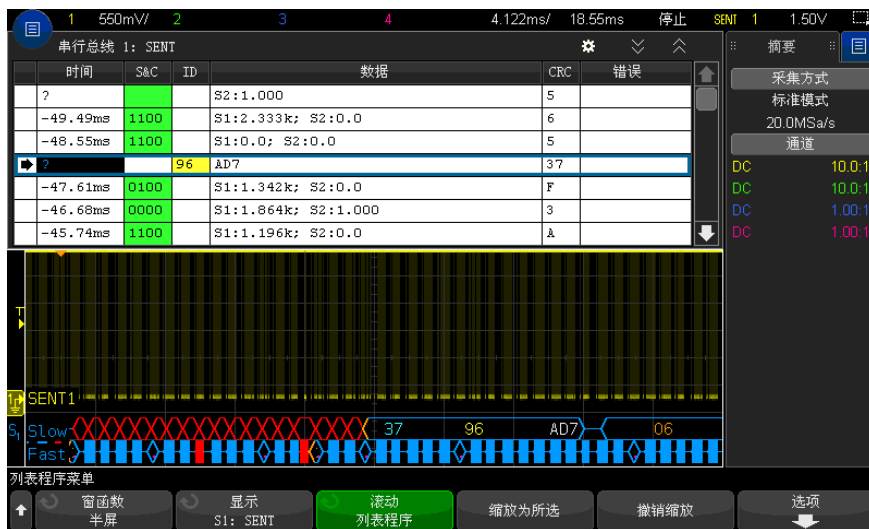 1 550mV/ 2 3 4 4.122ms/ 18.55ms 停止 SENT 1 1.50V
串行总线 1: SENT
摘要
时间 S&C ID 数据 CRC 错误
? S2:1.000 5
-49.49ms 1100 S1:2.333k; S2:0.0 6
-48.55ms 1100 S1:0.0; S2:0.0 5
? 96 AD7 37
-47.61ms 0100 S1:1.342k; S2:0.0 F
-46.68ms 0000 S1:1.864k; S2:1.000 3
-45.74ms 1100 S1:1.196k; S2:0.0 A
采集方式
标准模式
20.0MSa/s
通道
DC 10.0:1
DC 10.0:1
DC 1.00:1
DC 1.00:1
T
1 SENT1
S1 Slow 37 96 AD7 06
Fast
列表程序菜单
窗函数
半屏
显示
S1: SENT
滚动
列表程序
缩放为所选
撤销缩放
选项